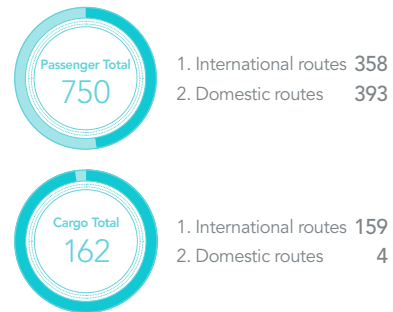 Passenger Total
750
1. International routes 358
2. Domestic routes 393
Cargo Total
162
1. International routes 159
2. Domestic routes 4